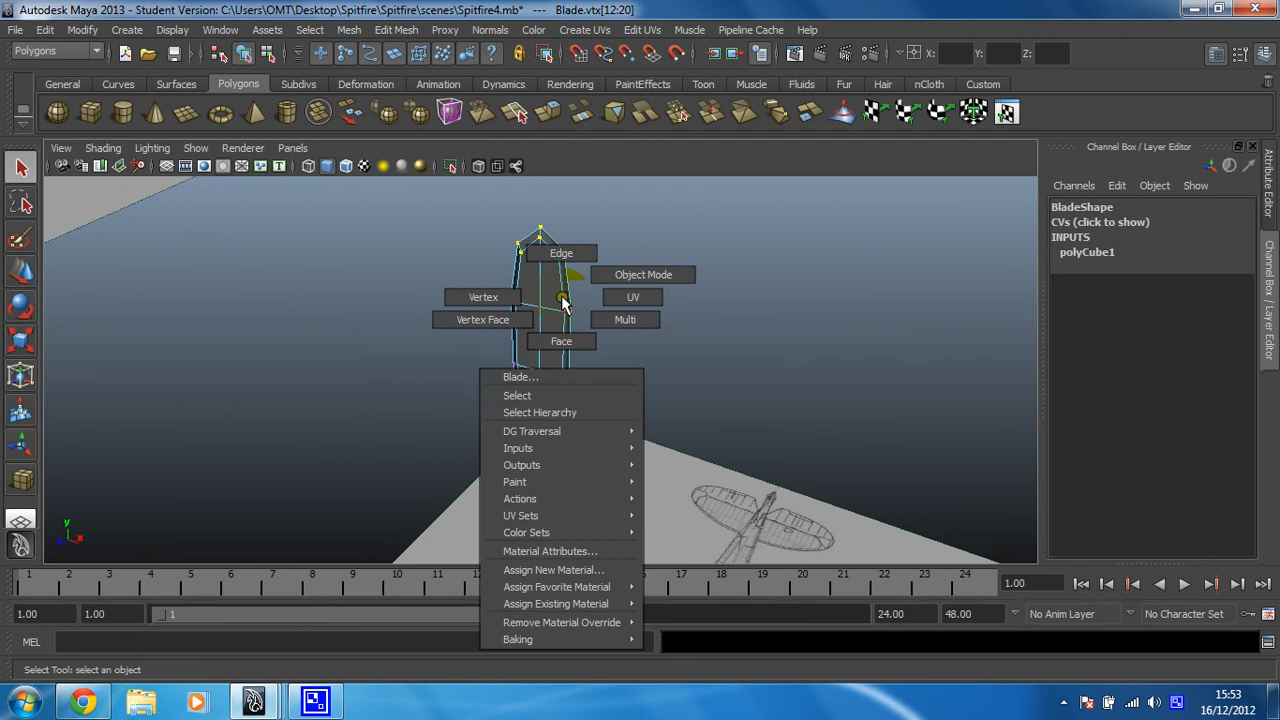 Autodesk Maya 2013 - Student Version: C:\Users\OMT\Desktop\Spitfire\Spitfire\scenes\Spitfire4.mb* --- Blade.vtx[12:20]
File Edit Modify Create Display Window Assets Select Mesh Edit Mesh Proxy Normals Color Create UVs Edit UVs Muscle Pipeline Cache Help
Polygons X: Y: Z:
General Curves Surfaces Polygons Subdivs Deformation Animation Dynamics Rendering PaintEffects Toon Muscle Fluids Fur Hair nCloth Custom
View Shading Lighting Show Renderer Panels
Channel Box / Layer Editor
Channels Edit Object Show
BladeShape
CVs (click to show)
INPUTS
polyCube1
Attribute Editor
Channel Box / Layer Editor
Edge
Object Mode
Vertex UV
Vertex Face Multi
Face
Blade...
Select
Select Hierarchy
DG Traversal
Inputs
Outputs
Paint
Actions
UV Sets
Color Sets
Material Attributes...
Assign New Material...
Assign Favorite Material
Assign Existing Material
Remove Material Override
Baking
y
z x
1 2 3 4 5 6 7 8 9 10 11 12 17 18 19 20 21 22 23 24 1.00
1.00 1.00 1 24.00 48.00 No Anim Layer No Character Set
MEL
Select Tool: select an object
15:53
16/12/2012